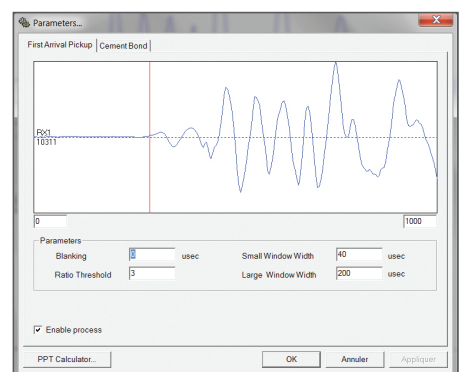 Parameters...
First Arrival Pickup Cement Bond
RX1
10311
0 1000
Parameters
Blanking 0 usec Small Window Width 40 usec
Ratio Threshold 3 Large Window Width 200 usec
Enable process
PPT Calculator... OK Annuler Appliquer